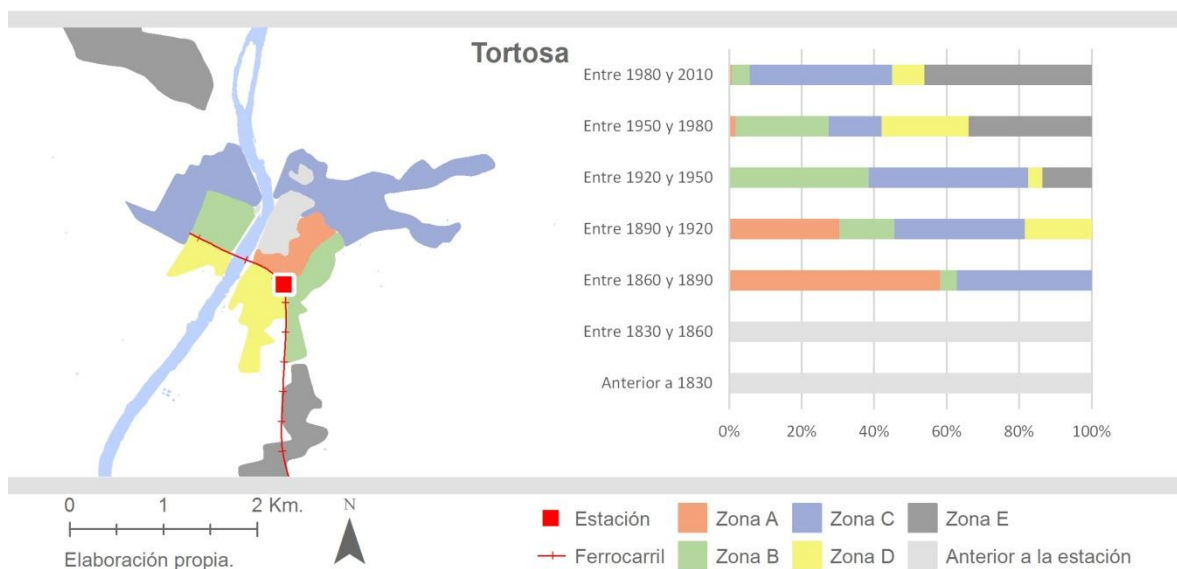 Tortosa
Entre 1980 y 2010
Entre 1950 y 1980
Entre 1920 y 1950
Entre 1890 y 1920
Entre 1860 y 1890
Entre 1830 y 1860
Anterior a 1830
0% 20% 40% 60% 80% 100%
0 1 2 Km.
N
Elaboración propia.
Estación Zona A Zona C Zona E
Ferrocarril Zona B Zona D Anterior a la estación